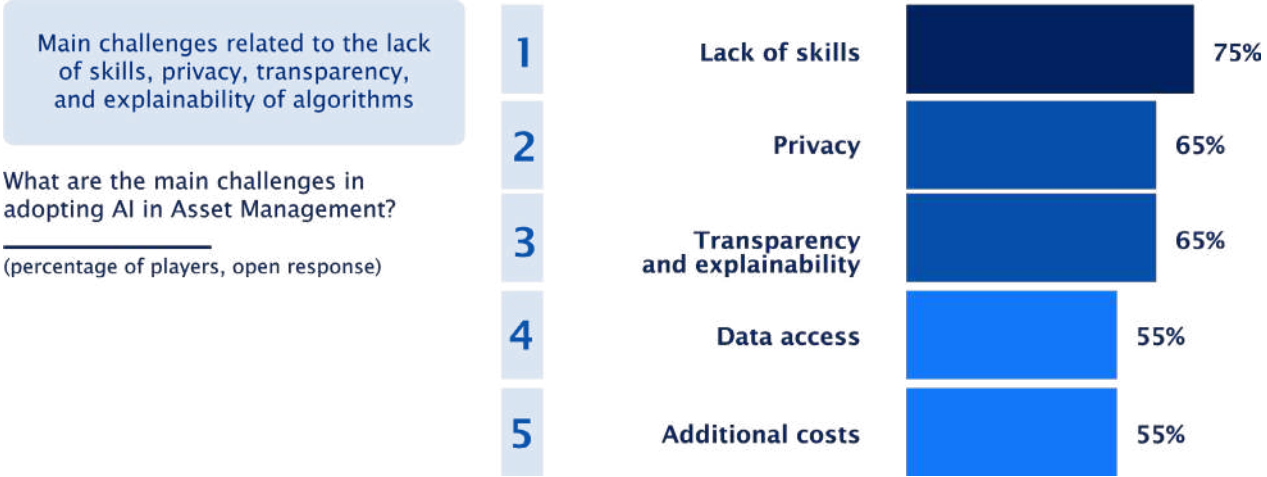 Main challenges related to the lack
of skills, privacy, transparency,
and explainability of algorithms
What are the main challenges in
adopting AI in Asset Management?
(percentage of players, open response)
1
Lack of skills
75%
2
Privacy
65%
3
Transparency
and explainability
65%
4
Data access
55%
5
Additional costs
55%